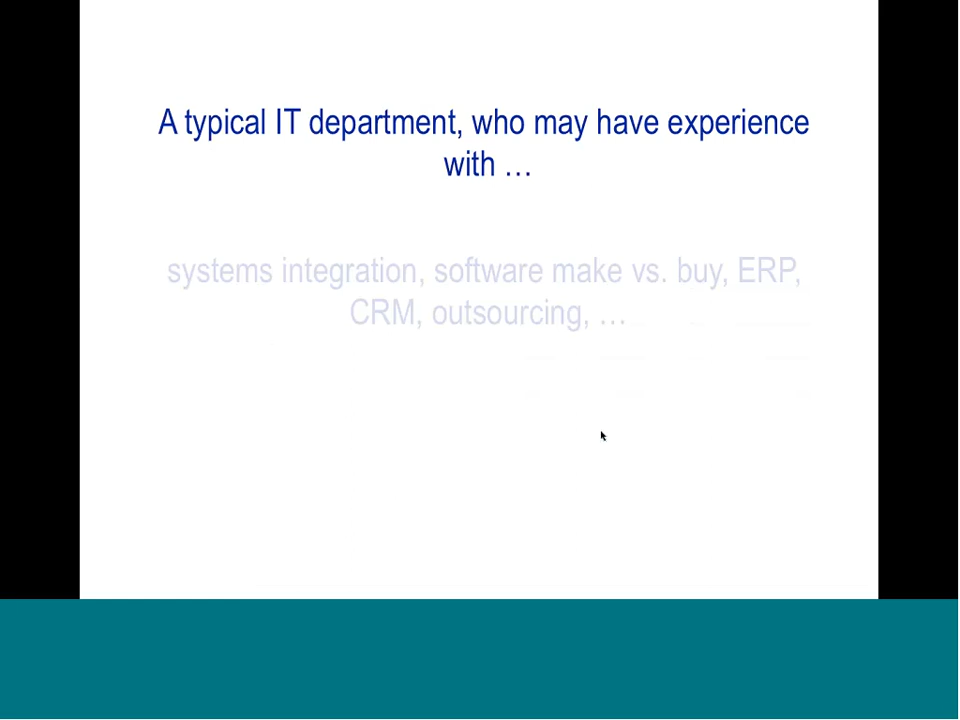 A typical IT department, who may have experience
with …
systems integration, software make vs. buy, ERP,
CRM, outsourcing, …